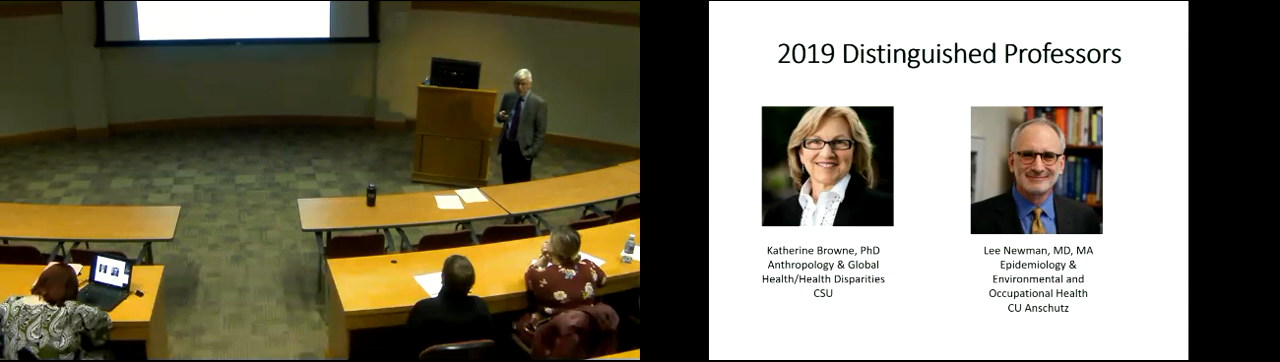 2019 Distinguished Professors
Katherine Browne, PhD
Anthropology & Global
Health/Health Disparities
CSU
Lee Newman, MD, MA
Epidemiology &
Environmental and
Occupational Health
CU Anschutz